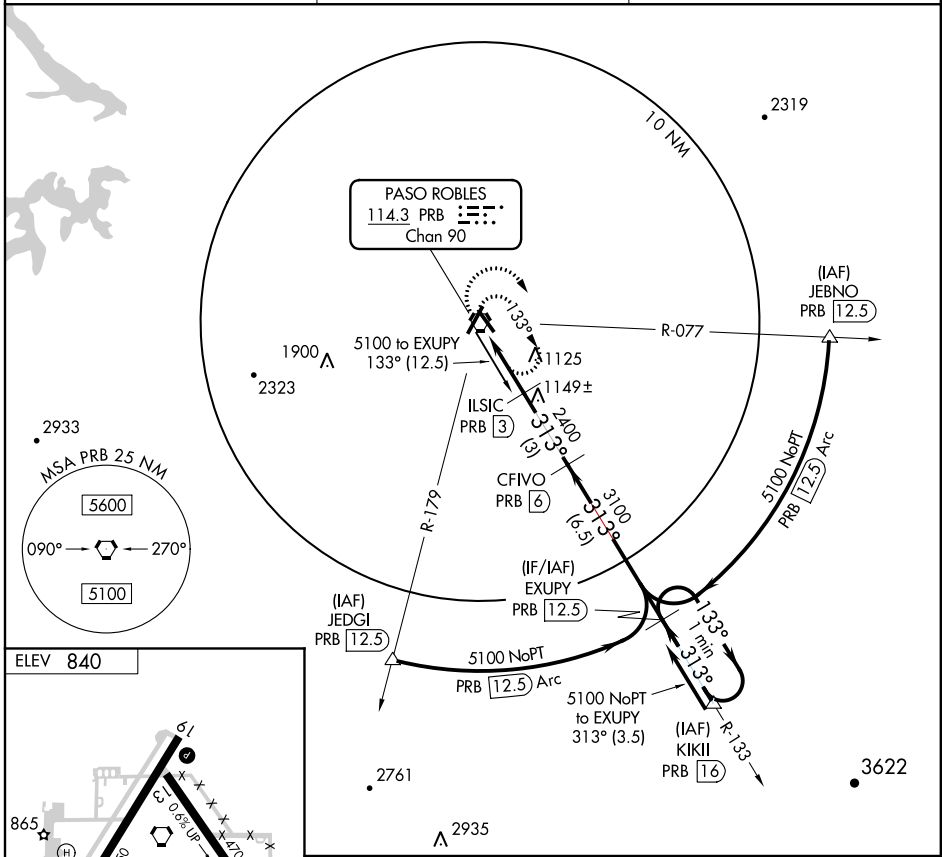 2319
10 NM
PASO ROBLES
114.3 PRB
Chan 90
(IAF)
JEBNO
PRB 12.5
R-077
133°
5100 to EXUPY
133° (12.5)
1900
2323
1125
1149±
ILSIC
PRB 3
2400
313°
(3)
2933
MSA PRB 25 NM
5600
090°
270°
5100
R-179
CFIVO
PRB 6
3100
313°
(6.5)
5100 NoPT
PRB 12.5 Arc
(IF/IAF)
EXUPY
PRB 12.5
(IAF)
JEDGI
PRB 12.5
5100 NoPT
PRB 12.5 Arc
133°
1 min
313°
5100 NoPT
to EXUPY
313° (3.5)
(IAF)
KIKII
PRB 16
R-133
3622
2761
2935
ELEV 840
19
P
X
X
X
X
X
X
X
13
0.6% UP
470
865
H